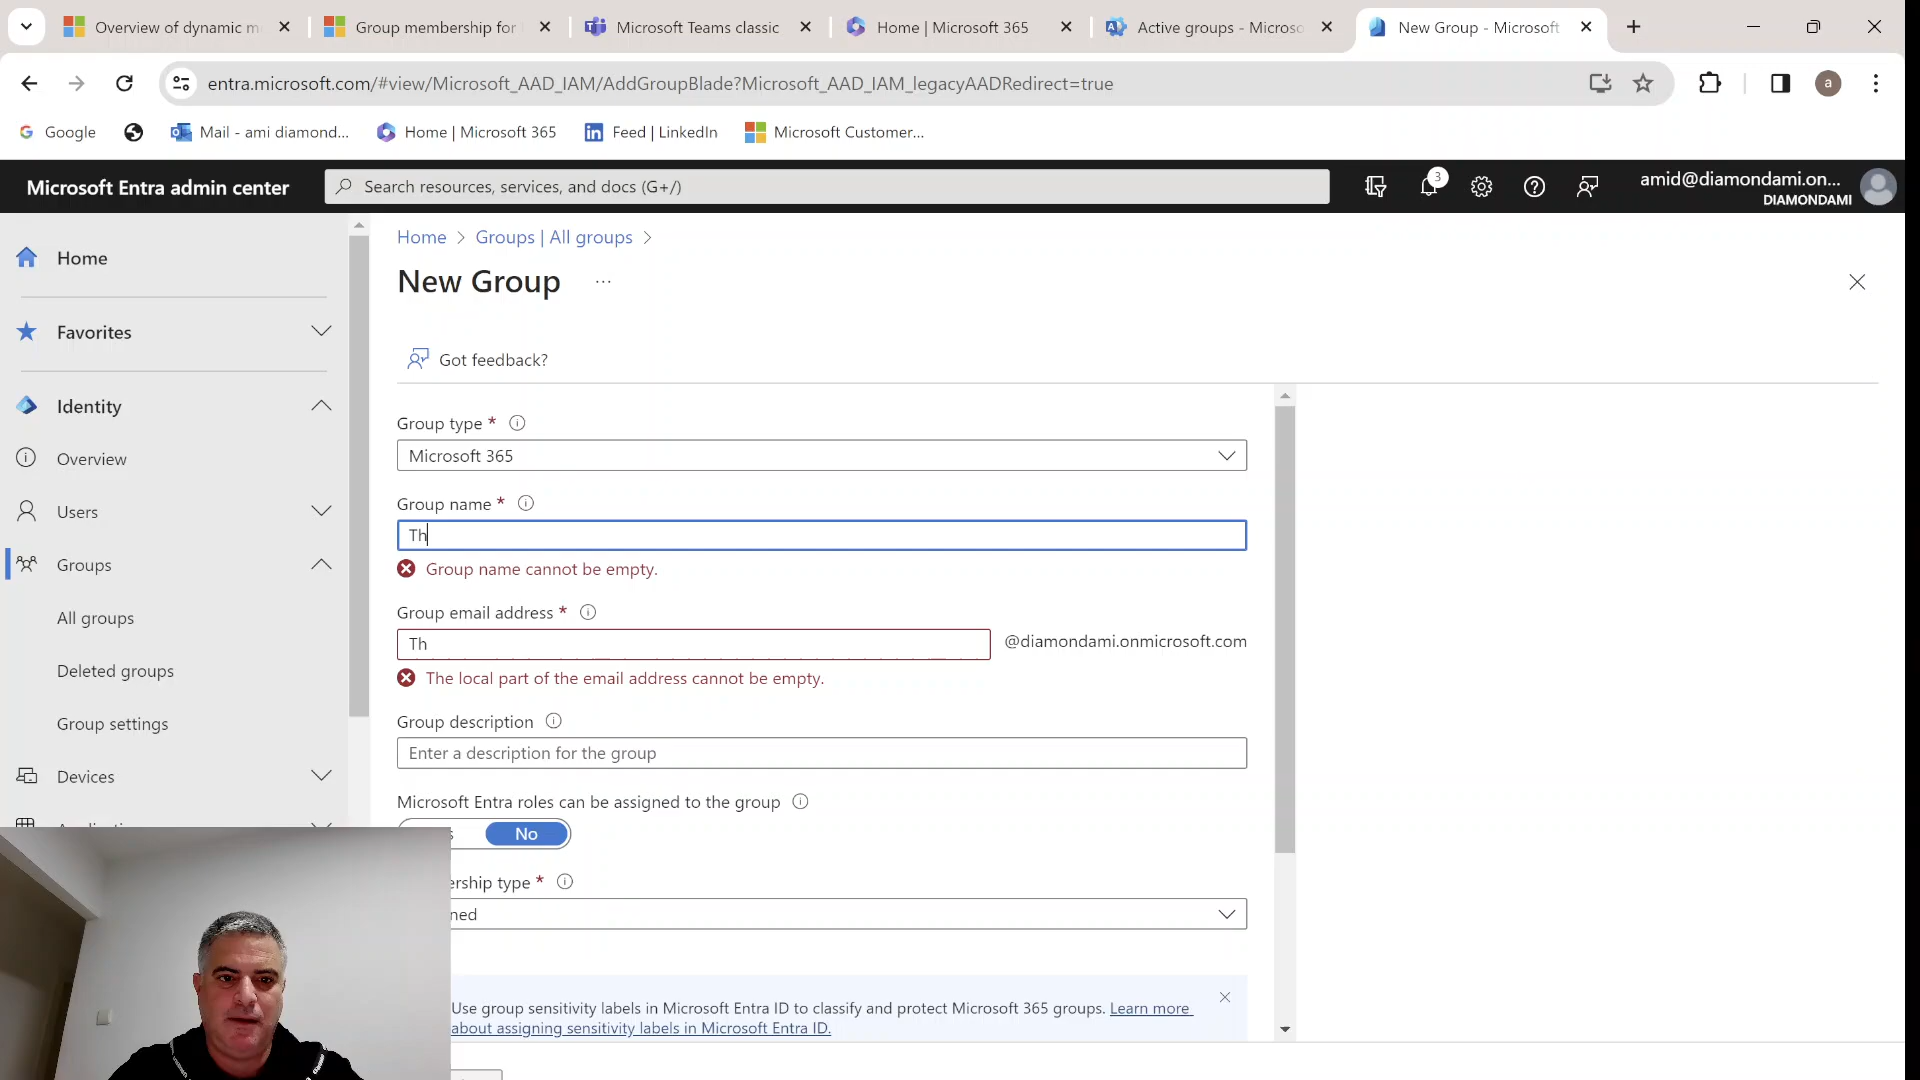 Overview of dynamic m
Group membership for
Microsoft Teams classic
Home | Microsoft 365
Active groups - Microso
New Group - Microsoft
entra.microsoft.com/#view/Microsoft_AAD_IAM/AddGroupBlade?Microsoft_AAD_IAM_legacyAADRedirect=true
a
Google
Mail - ami diamond...
Home | Microsoft 365
Feed | LinkedIn
Microsoft Customer...
Microsoft Entra admin center
Search resources, services, and docs (G+/)
3
amid@diamondami.on...
DIAMONDAMI
Home
Favorites
Identity
Overview
Users
Groups
All groups
Deleted groups
Group settings
Devices
Home > Groups | All groups >
New Group ...
Got feedback?
Group type *
Microsoft 365
Group name *
Th
Group name cannot be empty.
Group email address *
Th
@diamondami.onmicrosoft.com
The local part of the email address cannot be empty.
Group description
Enter a description for the group
Microsoft Entra roles can be assigned to the group
s
No
ership type *
ned
Use group sensitivity labels in Microsoft Entra ID to classify and protect Microsoft 365 groups. Learn more
about assigning sensitivity labels in Microsoft Entra ID.